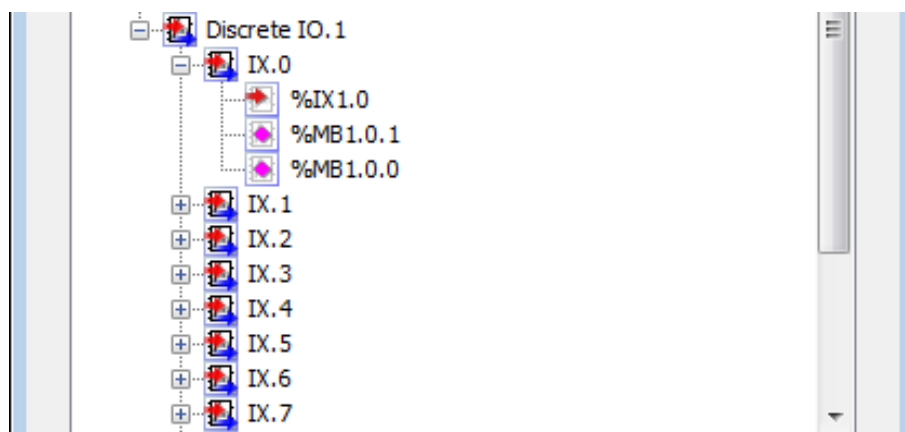 Discrete IO.1
IX.0
%IX1.0
%MB1.0.1
%MB1.0.0
IX.1
IX.2
IX.3
IX.4
IX.5
IX.6
IX.7